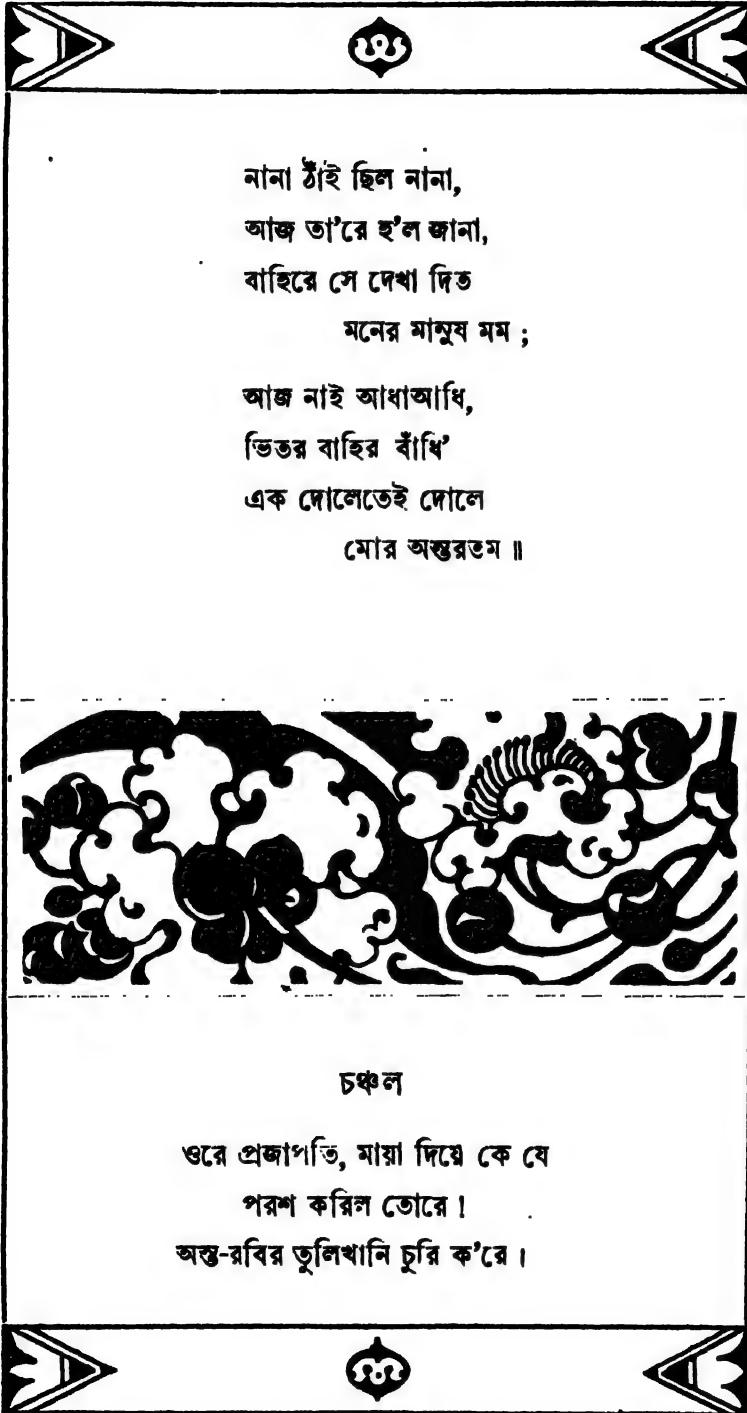 নানা ঠাঁই ছিল নানা,
আজ তা'রে হ'ল জানা,
বাহিরে সে দেখা দিত
মনের মানুষ মম ;
আজ নাই আধাআধি,
ভিতর বাহির বাঁধি'
এক দোলেতেই দোলে
মোর অন্তরতম ॥
চঞ্চল
ওরে প্রজাপতি, মায়া দিয়ে কে যে
পরশ করিল তোরে !
অস্ত-রবির তুলিখানি চুরি ক'রে ।